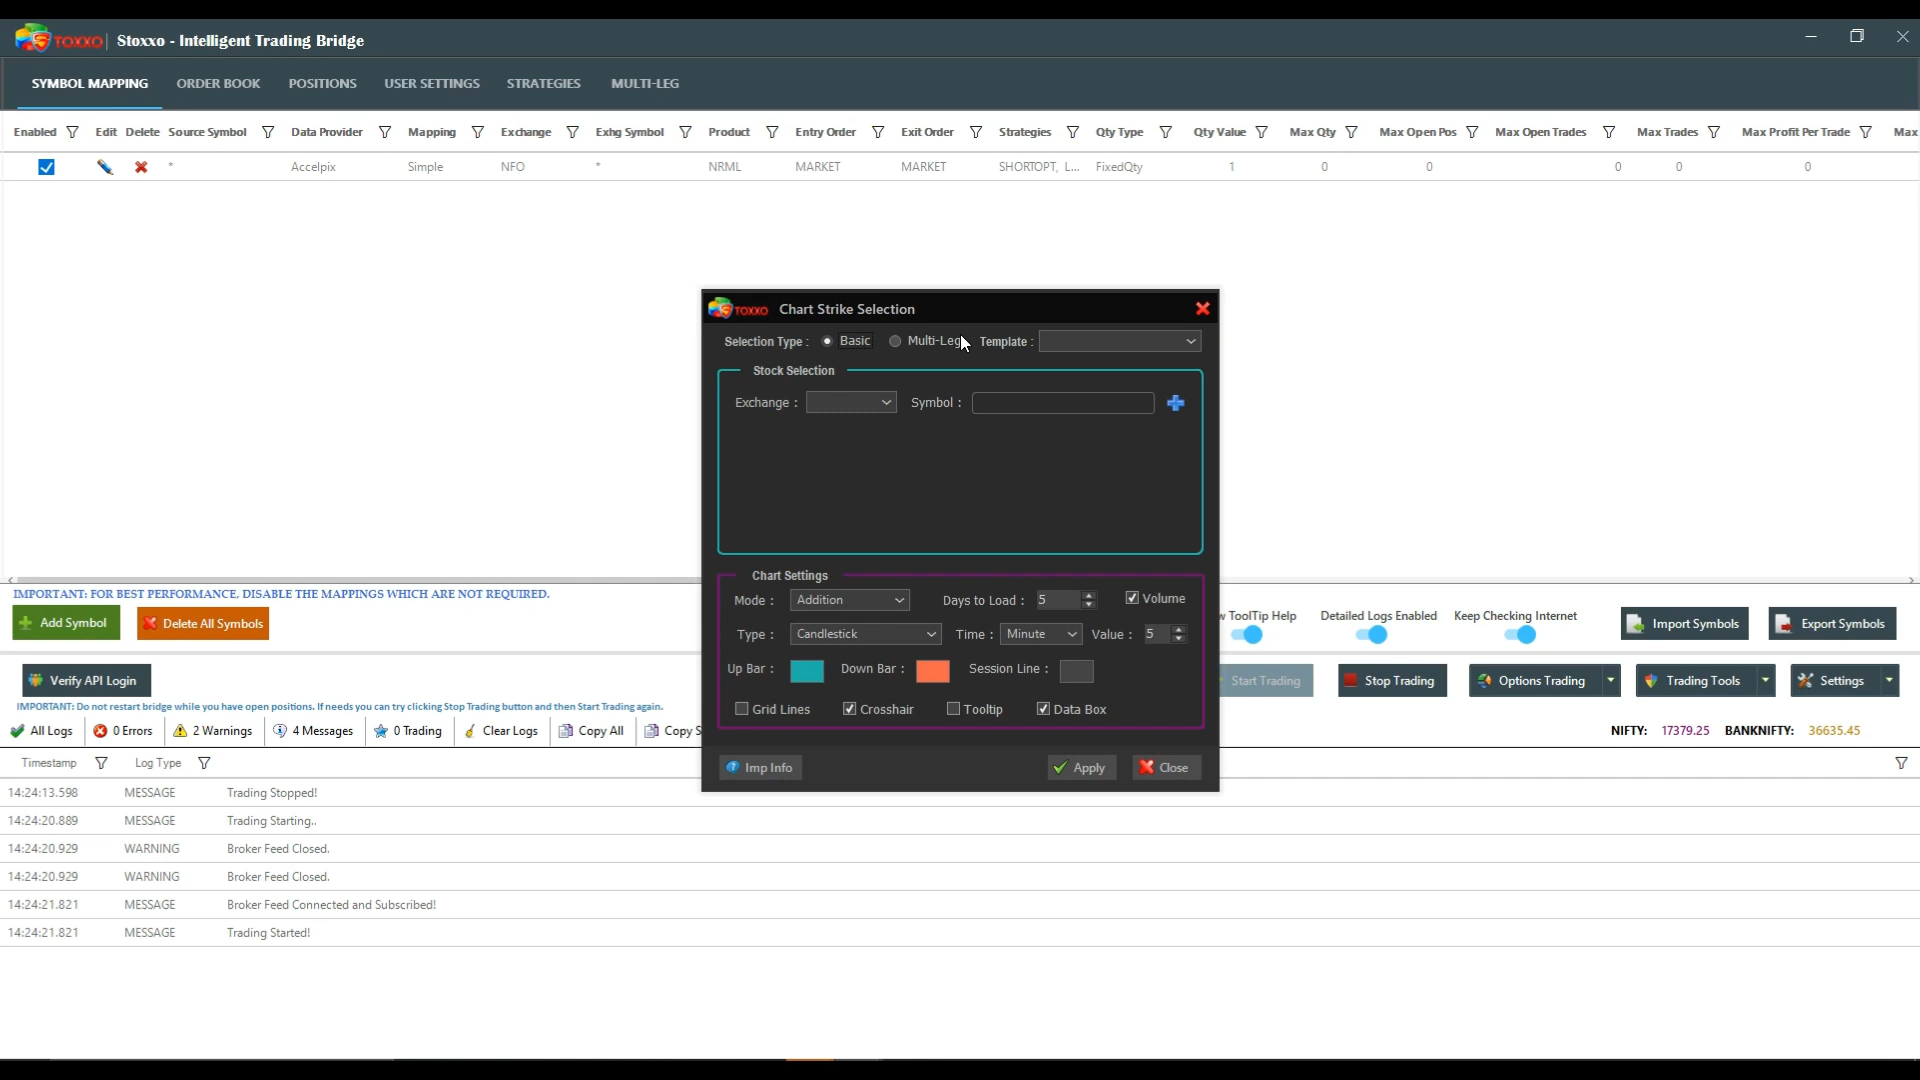 TOXXO Stoxxo - Intelligent Trading Bridge
SYMBOL MAPPING ORDER BOOK POSITIONS USER SETTINGS STRATEGIES MULTI-LEG
Enabled Edit Delete Source Symbol Data Provider Mapping Exchange Exhg Symbol Product Entry Order Exit Order Strategies Qty Type Qty Value Max Qty Max Open Pos Max Open Trades Max Trades Max Profit Per Trade Max
* Accelpix Simple NFO * NRML MARKET MARKET SHORTOPT, L... FixedQty 1 0 0 0 0 0
TOXXO Chart Strike Selection
Selection Type : Basic Multi-Leg Template :
Stock Selection
Exchange : Symbol :
Chart Settings
Mode : Addition Days to Load : 5 Volume
Type : Candlestick Time : Minute Value : 5
Up Bar : Down Bar : Session Line :
Grid Lines Crosshair Tooltip Data Box
Imp Info Apply Close
IMPORTANT: FOR BEST PERFORMANCE, DISABLE THE MAPPINGS WHICH ARE NOT REQUIRED.
Add Symbol Delete All Symbols
w ToolTip Help Detailed Logs Enabled Keep Checking Internet Import Symbols Export Symbols
Verify API Login Start Trading Stop Trading Options Trading Trading Tools Settings
IMPORTANT: Do not restart bridge while you have open positions. If needs you can try clicking Stop Trading button and then Start Trading again.
All Logs 0 Errors 2 Warnings 4 Messages 0 Trading Clear Logs Copy All Copy S
NIFTY: 17379.25 BANKNIFTY: 36635.45
Timestamp Log Type
14:24:13.598 MESSAGE Trading Stopped!
14:24:20.889 MESSAGE Trading Starting..
14:24:20.929 WARNING Broker Feed Closed.
14:24:20.929 WARNING Broker Feed Closed.
14:24:21.821 MESSAGE Broker Feed Connected and Subscribed!
14:24:21.821 MESSAGE Trading Started!